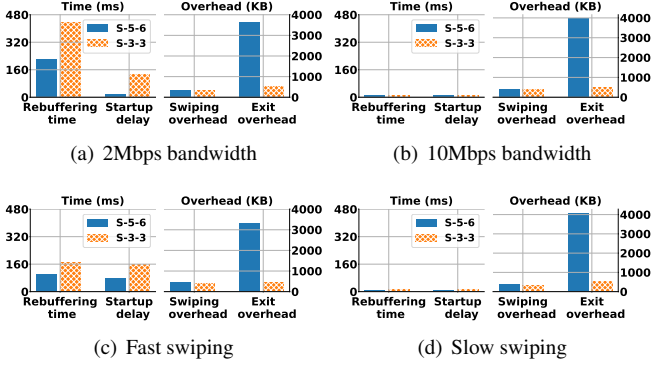 Time (ms) Overhead (KB)
480
320
160
0
S-5-6
S-3-3
4000
3000
2000
1000
0
Rebuffering time
Startup delay
Swiping overhead
Exit overhead
(a) 2Mbps bandwidth
Time (ms) Overhead (KB)
480
320
160
0
S-5-6
S-3-3
4000
3000
2000
1000
0
Rebuffering time
Startup delay
Swiping overhead
Exit overhead
(b) 10Mbps bandwidth
Time (ms) Overhead (KB)
480
320
160
0
S-5-6
S-3-3
4000
3000
2000
1000
0
Rebuffering time
Startup delay
Swiping overhead
Exit overhead
(c) Fast swiping
Time (ms) Overhead (KB)
480
320
160
0
S-5-6
S-3-3
4000
3000
2000
1000
0
Rebuffering time
Startup delay
Swiping overhead
Exit overhead
(d) Slow swiping